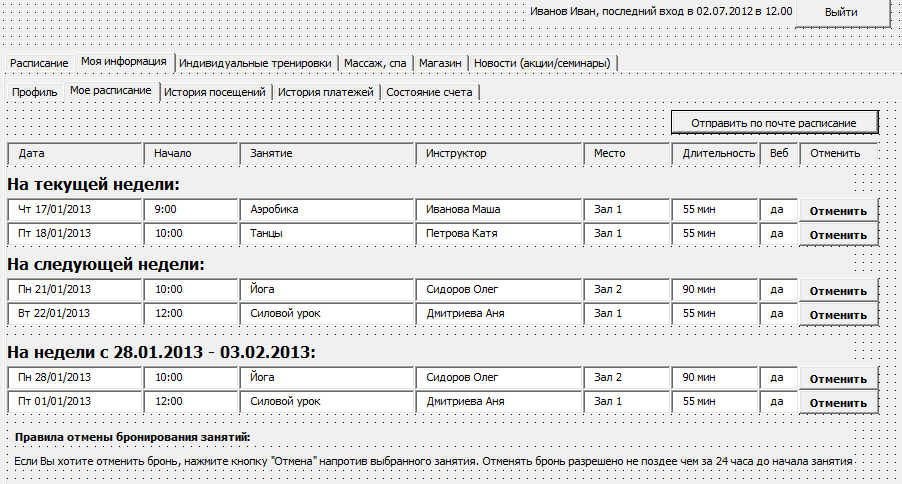 Иванов Иван, последний вход в 02.07.2012 в 12.00 Выйти
Расписание Моя информация Индивидуальные тренировки Массаж, спа Магазин Новости (акции/семинары)
Профиль Мое расписание История посещений История платежей Состояние счета
Отправить по почте расписание
Дата Начало Занятие Инструктор Место Длительность Веб Отменить
На текущей недели:
Чт 17/01/2013 9:00 Аэробика Иванова Маша Зал 1 55 мин да Отменить
Пт 18/01/2013 10:00 Танцы Петрова Катя Зал 1 55 мин да Отменить
На следующей недели:
Пн 21/01/2013 10:00 Йога Сидоров Олег Зал 2 90 мин да Отменить
Вт 22/01/2013 12:00 Силовой урок Дмитриева Аня Зал 1 55 мин да Отменить
На недели с 28.01.2013 - 03.02.2013:
Пн 28/01/2013 10:00 Йога Сидоров Олег Зал 2 90 мин да Отменить
Пт 01/01/2013 12:00 Силовой урок Дмитриева Аня Зал 1 55 мин да Отменить
Правила отмены бронирования занятий:
Если Вы хотите отменить бронь, нажмите кнопку "Отмена" напротив выбранного занятия. Отменять бронь разрешено не поздее чем за 24 часа до начала занятия